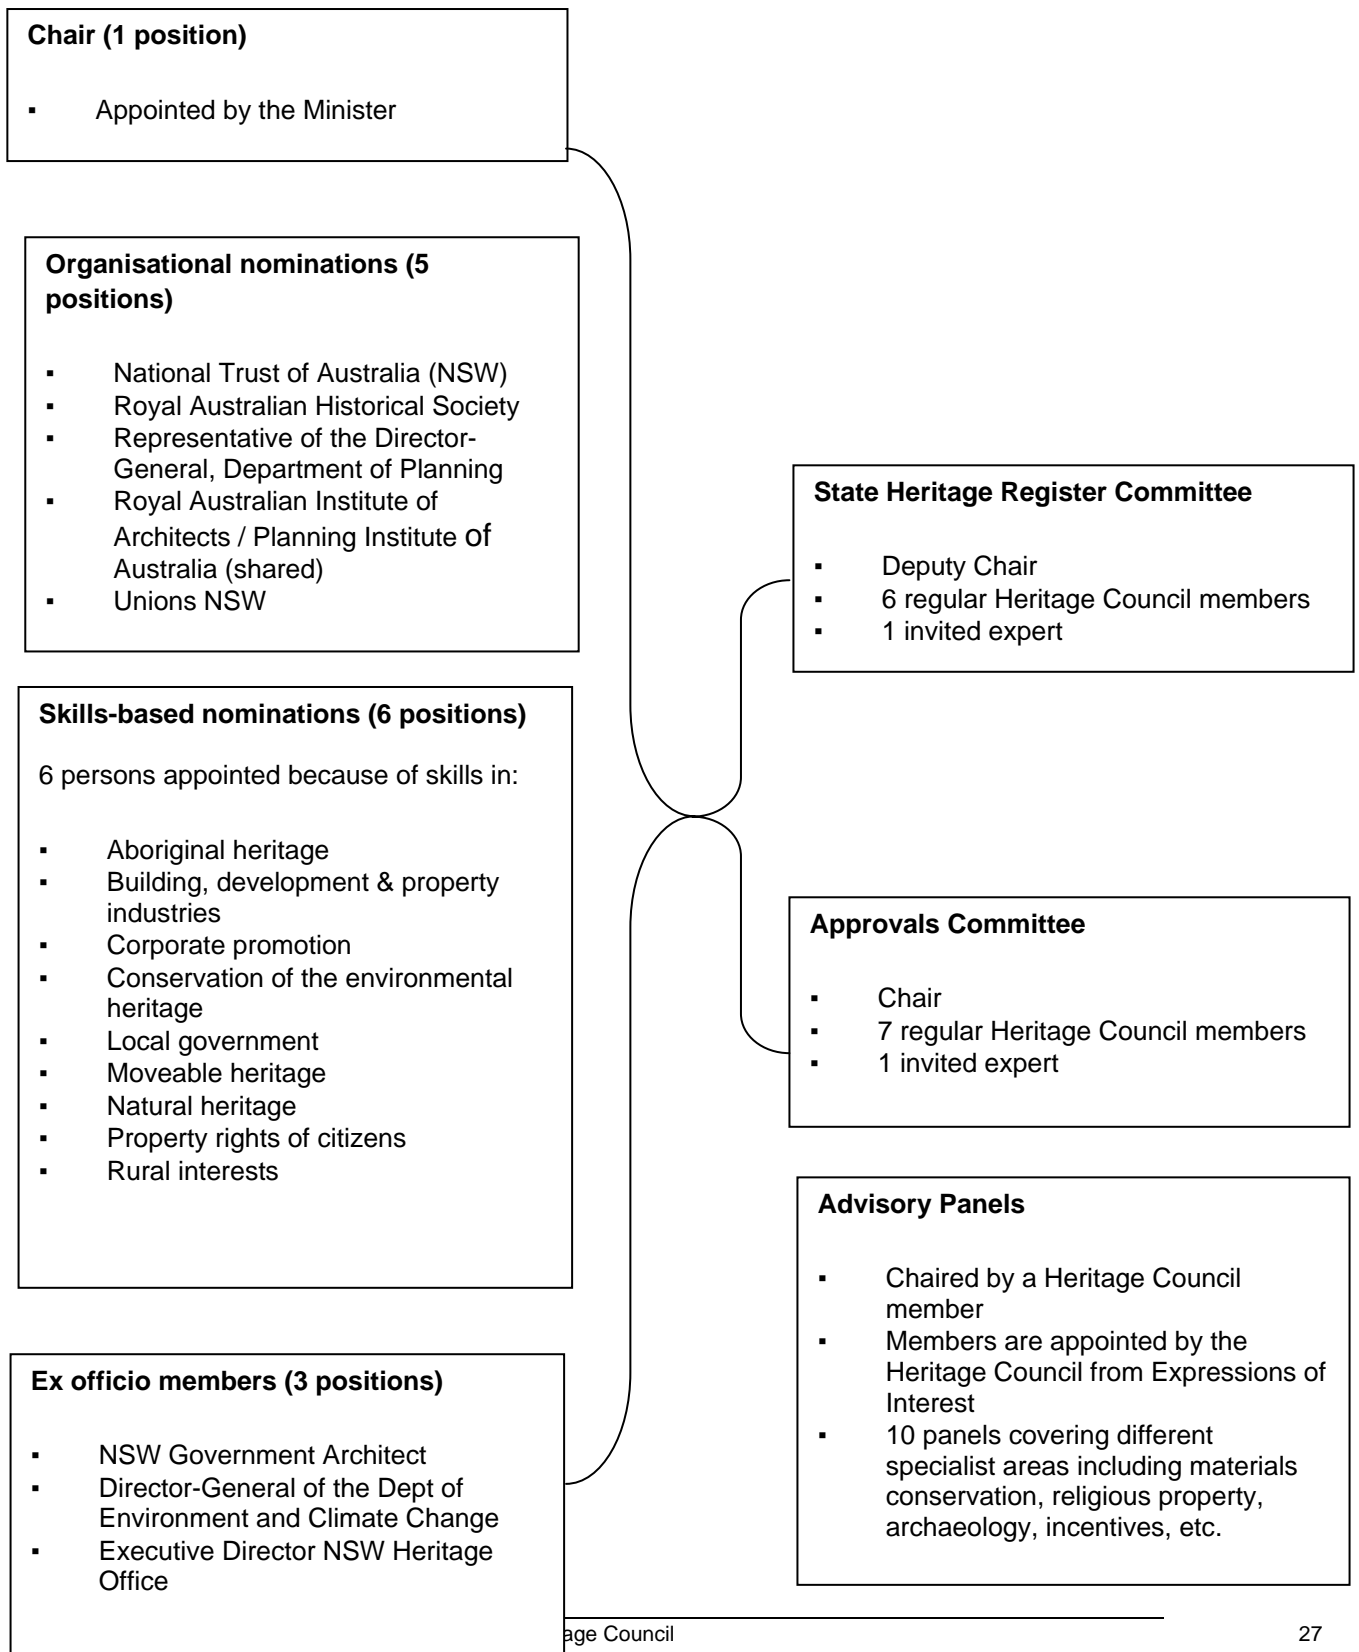 Chair (1 position)
▪ Appointed by the Minister
Organisational nominations (5
positions)
▪ National Trust of Australia (NSW)
▪ Royal Australian Historical Society
▪ Representative of the Director-
General, Department of Planning
▪ Royal Australian Institute of
Architects / Planning Institute of
Australia (shared)
▪ Unions NSW
Skills-based nominations (6 positions)
6 persons appointed because of skills in:
▪ Aboriginal heritage
▪ Building, development & property
industries
▪ Corporate promotion
▪ Conservation of the environmental
heritage
▪ Local government
▪ Moveable heritage
▪ Natural heritage
▪ Property rights of citizens
▪ Rural interests
Ex officio members (3 positions)
▪ NSW Government Architect
▪ Director-General of the Dept of
Environment and Climate Change
▪ Executive Director NSW Heritage
Office
State Heritage Register Committee
▪ Deputy Chair
▪ 6 regular Heritage Council members
▪ 1 invited expert
Approvals Committee
▪ Chair
▪ 7 regular Heritage Council members
▪ 1 invited expert
Advisory Panels
▪ Chaired by a Heritage Council
member
▪ Members are appointed by the
Heritage Council from Expressions of
Interest
▪ 10 panels covering different
specialist areas including materials
conservation, religious property,
archaeology, incentives, etc.
age Council 27